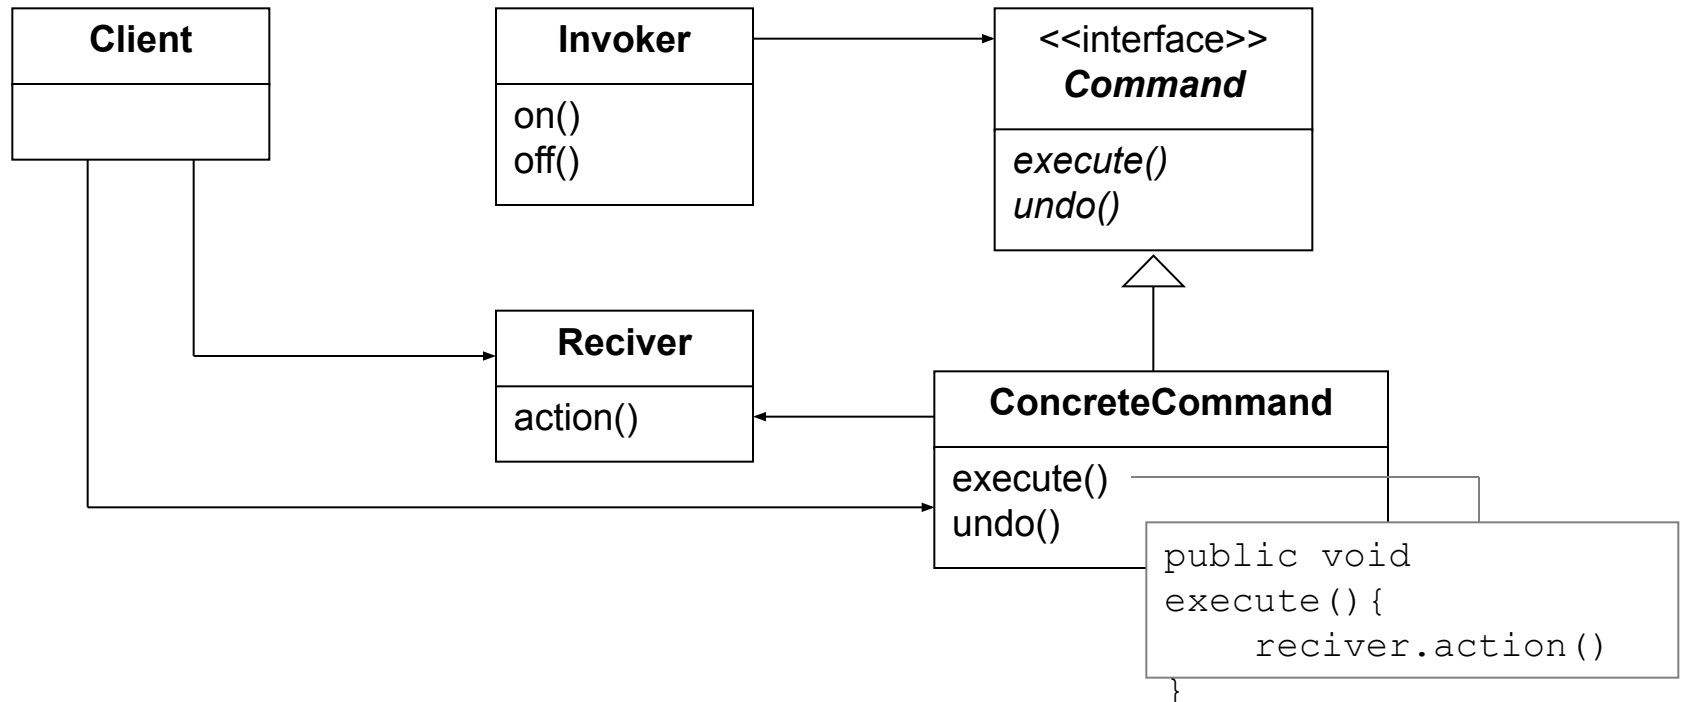 Client
Invoker
on()
off()
<<interface>>
Command
execute()
undo()
Reciver
action()
ConcreteCommand
execute()
undo()
public void
execute(){
reciver.action()
}